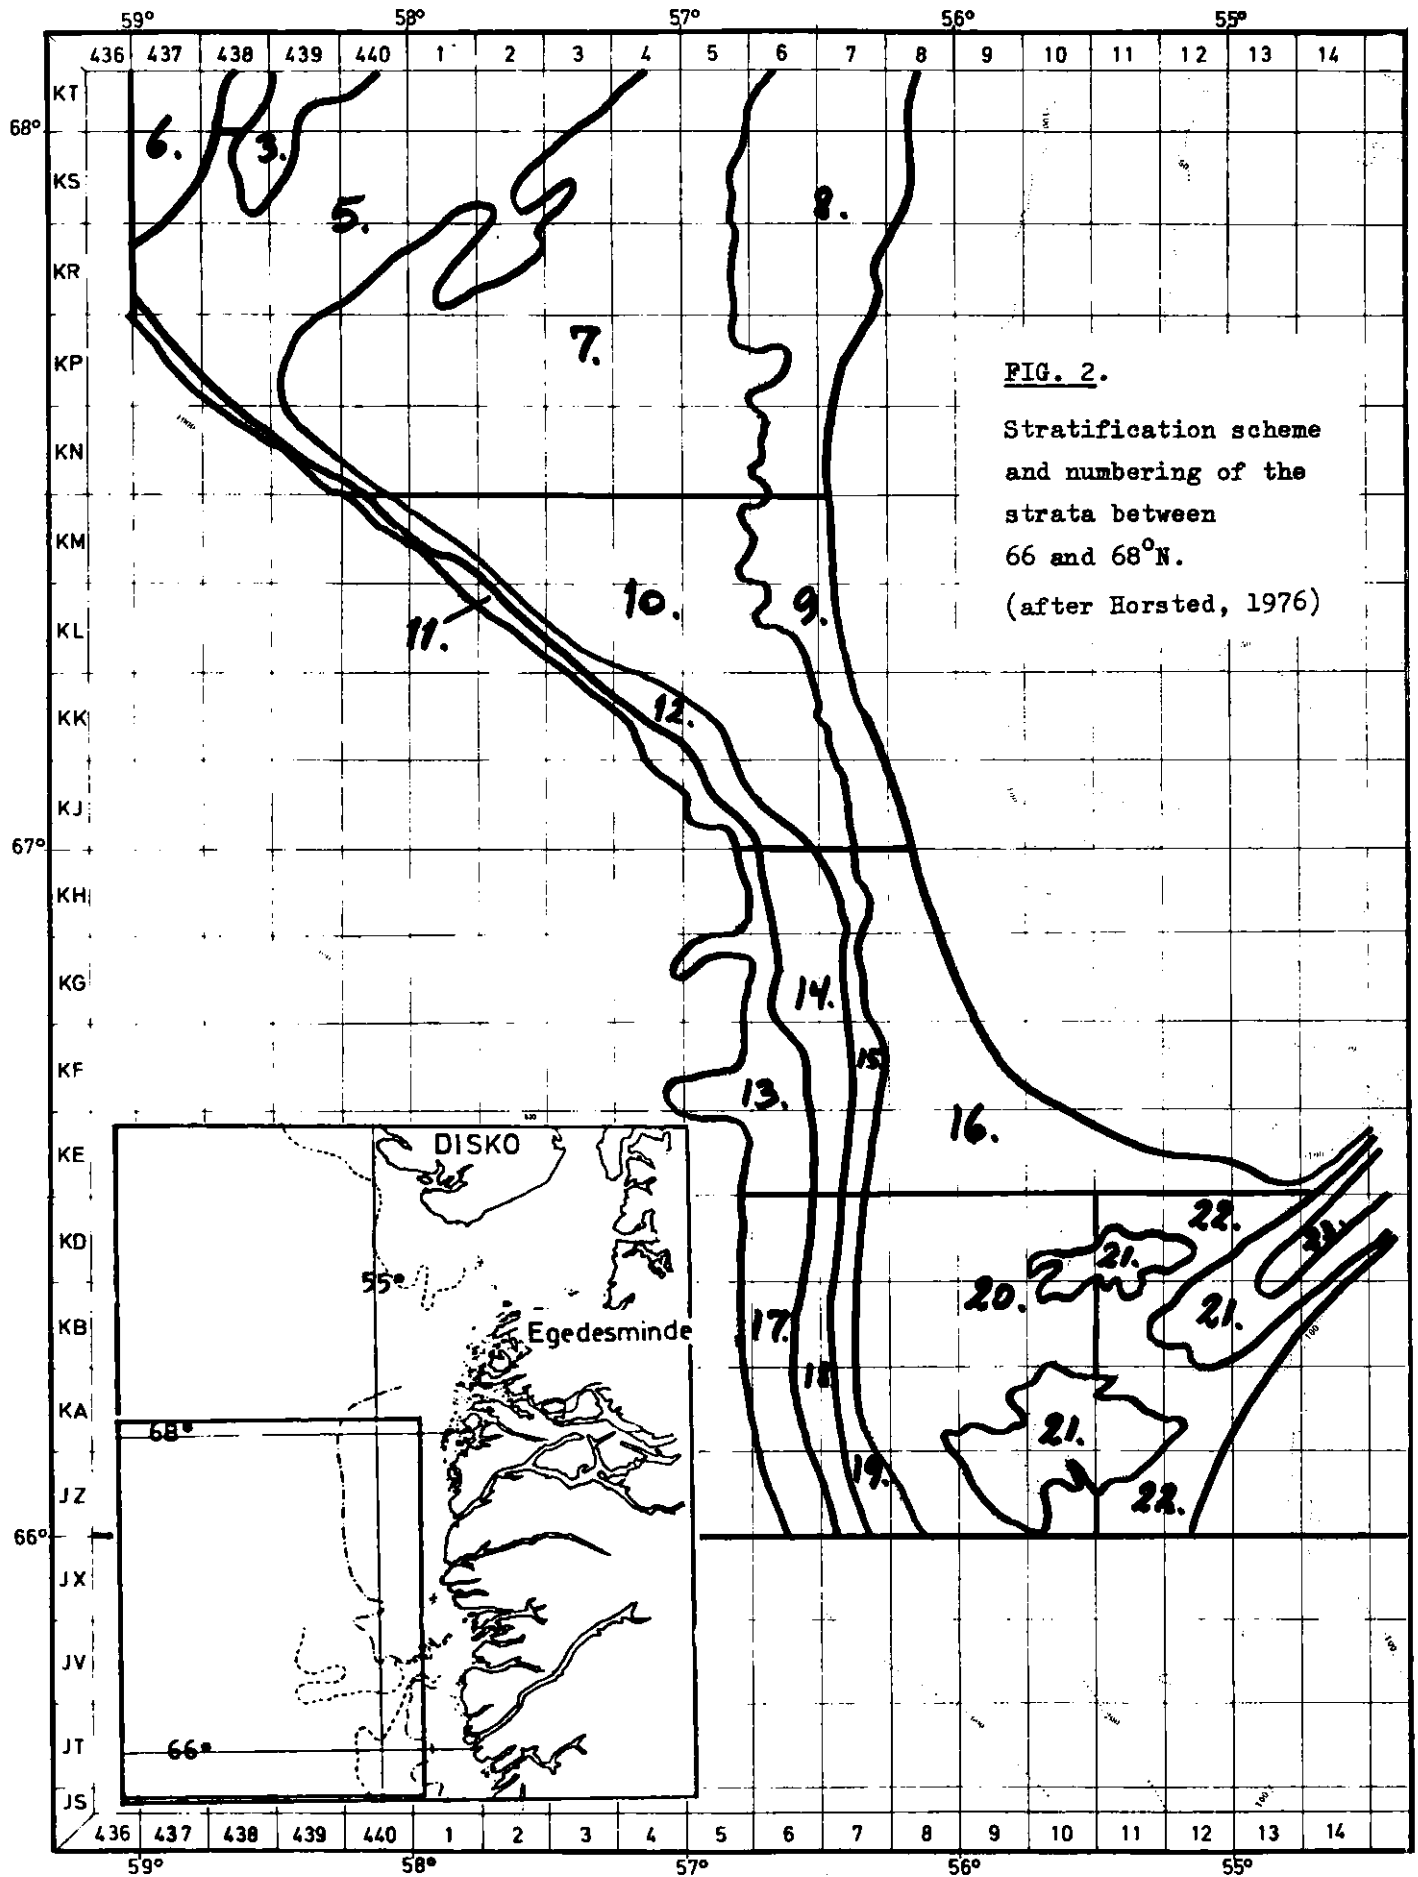 59° 58° 57° 56° 55°
436 437 438 439 440 1 2 3 4 5 6 7 8 9 10 11 12 13 14
KT
68°
6. 3.
KS
5. 8.
KR
7.
KP
FIG. 2.
Stratification scheme
and numbering of the
strata between
66 and 68°N.
(after Horsted, 1976)
KN
KM
10. 9.
KL
11.
KK
12.
KJ
67°
KH
KG
14.
KF
15.
13.
16.
KE
DISKO
KD
22.
21. 23.
55°
20.
KB
Egedesminde
17. 21.
18.
KA
68°
21.
19.
JZ
22.
66°
JX
JV
JT
66°
JS
436 437 438 439 440 1 2 3 4 5 6 7 8 9 10 11 12 13 14
59° 58° 57° 56° 55°